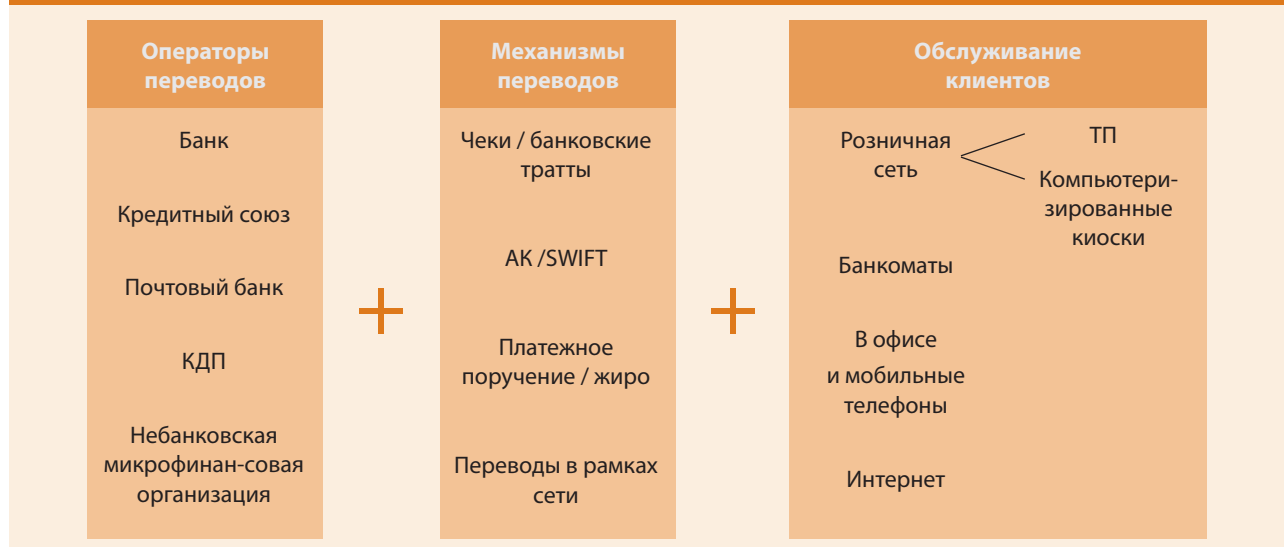 Операторы
переводов
Банк
Кредитный союз
Почтовый банк
КДП
Небанковская
микрофинан-совая
организация
+
Механизмы
переводов
Чеки / банковские
тратты
АК /SWIFT
Платежное
поручение / жиро
Переводы в рамках
сети
+
Обслуживание
клиентов
Розничная
сеть
ТП
Компьютери-
зированные
киоски
Банкоматы
В офисе
и мобильные
телефоны
Интернет